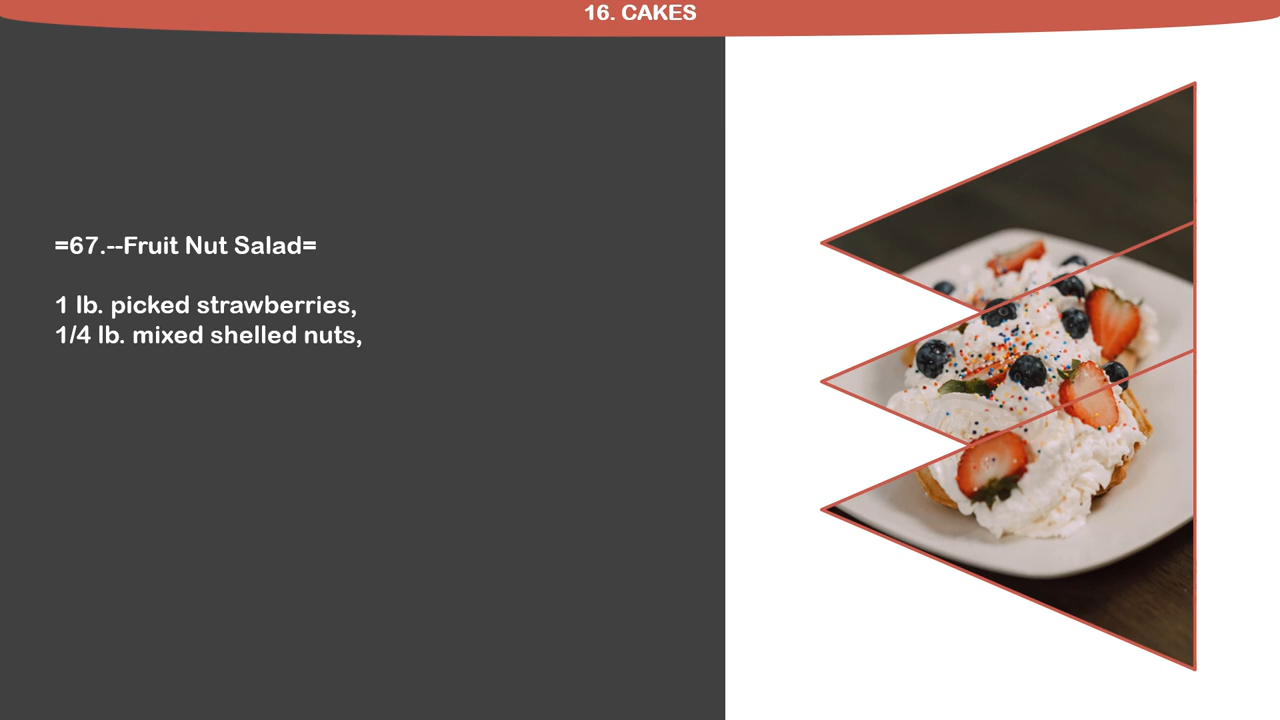 16. CAKES
=67.--Fruit Nut Salad=
1 lb. picked strawberries,
1/4 lb. mixed shelled nuts,